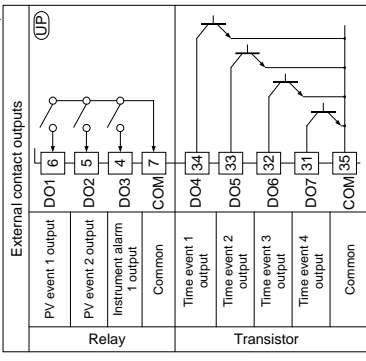 External contact outputs
UP
6
5
4
7
34
33
32
31
35
DO1
DO2
DO3
COM
DO4
DO5
DO6
DO7
COM
PV event 1 output
PV event 2 output
Instrument alarm
1 output
Common
Time event 1
output
Time event 2
output
Time event 3
output
Time event 4
output
Common
Relay
Transistor